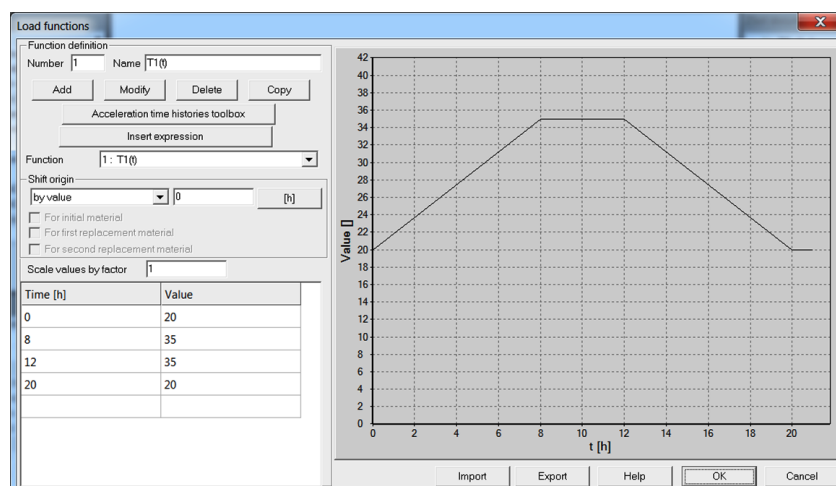 Load functions
Function definition
Number 1 Name T1(t)
Add Modify Delete Copy
Acceleration time histories toolbox
Insert expression
Function 1 : T1(t)
Shift origin
by value 0 [h]
For initial material
For first replacement material
For second replacement material
Scale values by factor 1
Time [h] Value
0 20
8 35
12 35
20 20
Value []
42
40
38
36
34
32
30
28
26
24
22
20
18
16
14
12
10
8
6
4
2
0
0 2 4 6 8 10 12 14 16 18 20
t [h]
Import Export Help OK Cancel